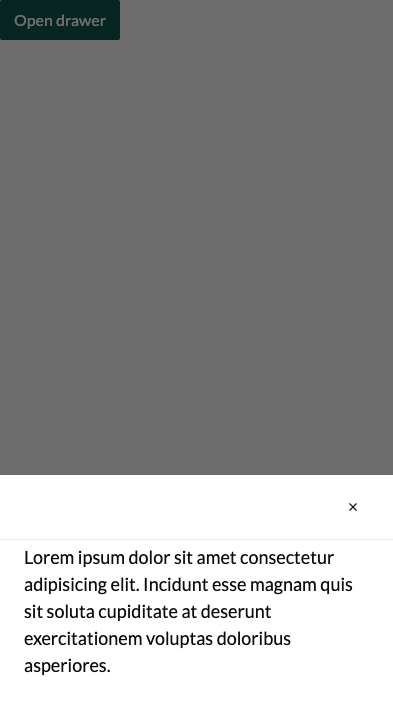 Open drawer
×
Lorem ipsum dolor sit amet consectetur
adipisicing elit. Incidunt esse magnam quis
sit soluta cupiditate at deserunt
exercitationem voluptas doloribus
asperiores.